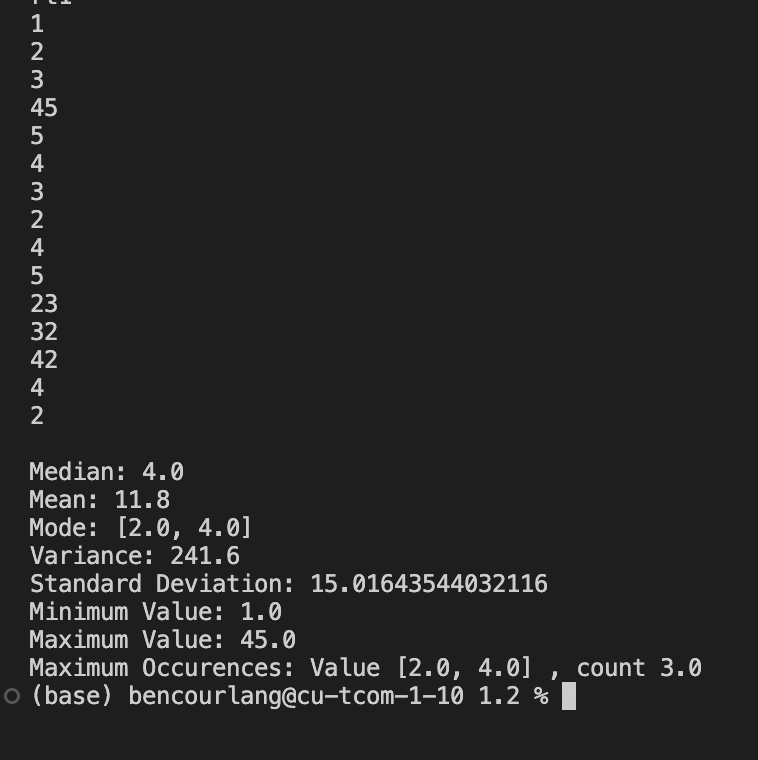 1
2
3
45
5
4
3
2
4
5
23
32
42
4
2
Median: 4.0
Mean: 11.8
Mode: [2.0, 4.0]
Variance: 241.6
Standard Deviation: 15.01643544032116
Minimum Value: 1.0
Maximum Value: 45.0
Maximum Occurences: Value [2.0, 4.0] , count 3.0
(base) bencourlang@cu-tcom-1-10 1.2 %